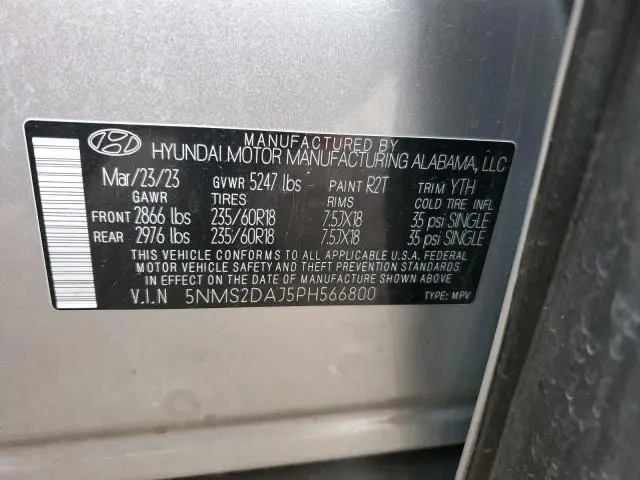 MANUFACTURED BY
HYUNDAI MOTOR MANUFACTURING ALABAMA, LLC
Mar/23/23 GVWR 5247 lbs PAINT R2T TRIM YTH
GAWR TIRES RIMS COLD TIRE INFL
FRONT 2866 lbs 235/60R18 7.5JX18 35 psi SINGLE
REAR 2976 lbs 235/60R18 7.5JX18 35 psi SINGLE
THIS VEHICLE CONFORMS TO ALL APPLICABLE U.S.A. FEDERAL
MOTOR VEHICLE SAFETY AND THEFT PREVENTION STANDARDS
IN EFFECT ON THE DATE OF MANUFACTURE SHOWN ABOVE.
V.I.N 5NMS2DAJ5PH566800 TYPE: MPV